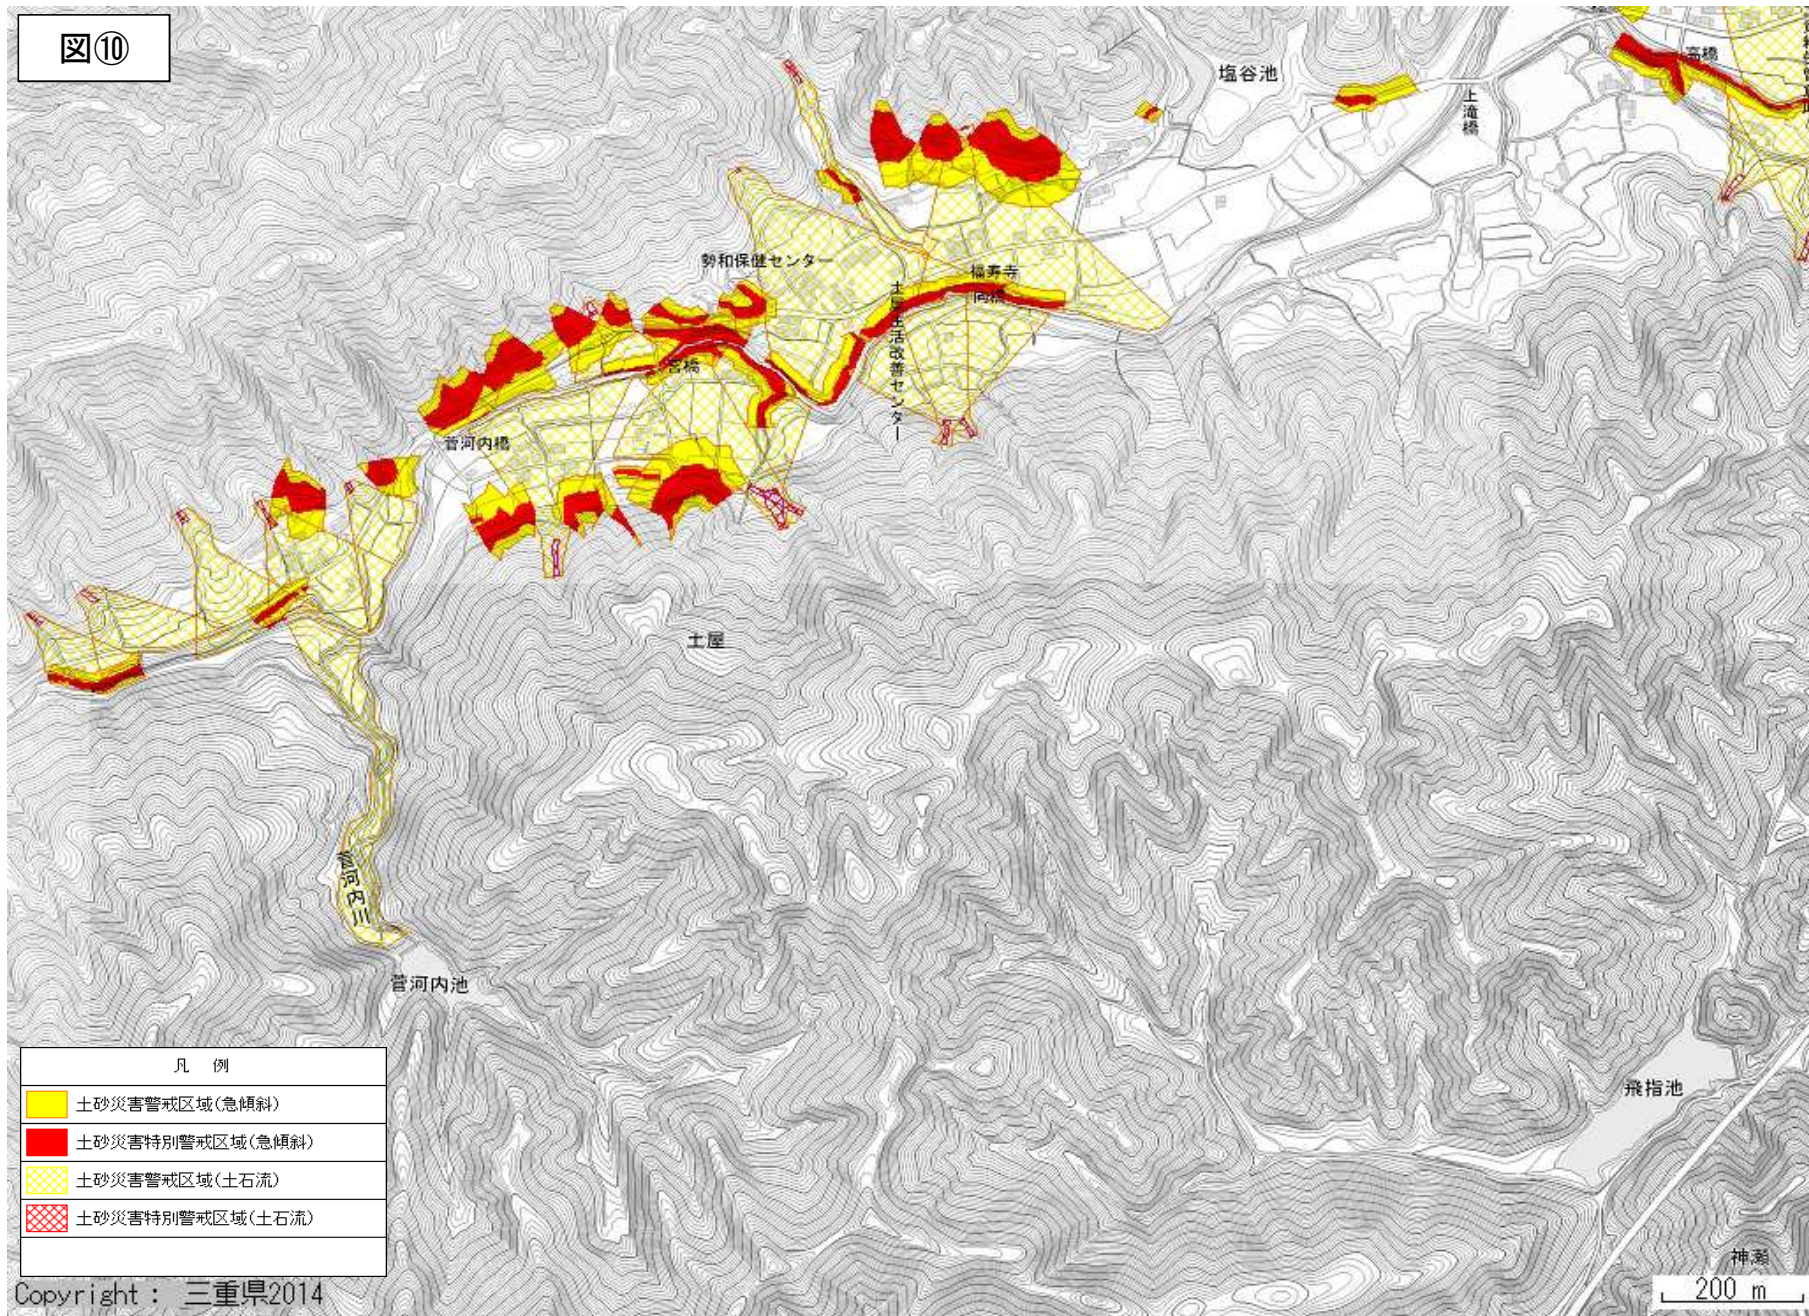 図⑩
塩谷池
高橋
上滝橋
勢和保健センター
福寿寺
向橋
土屋生活改善センター
宮橋
菅河内橋
土屋
菅河内川
菅河内池
飛指池
神瀬
凡 例
土砂災害警戒区域(急傾斜)
土砂災害特別警戒区域(急傾斜)
土砂災害警戒区域(土石流)
土砂災害特別警戒区域(土石流)
Copyright : 三重県2014
200 m